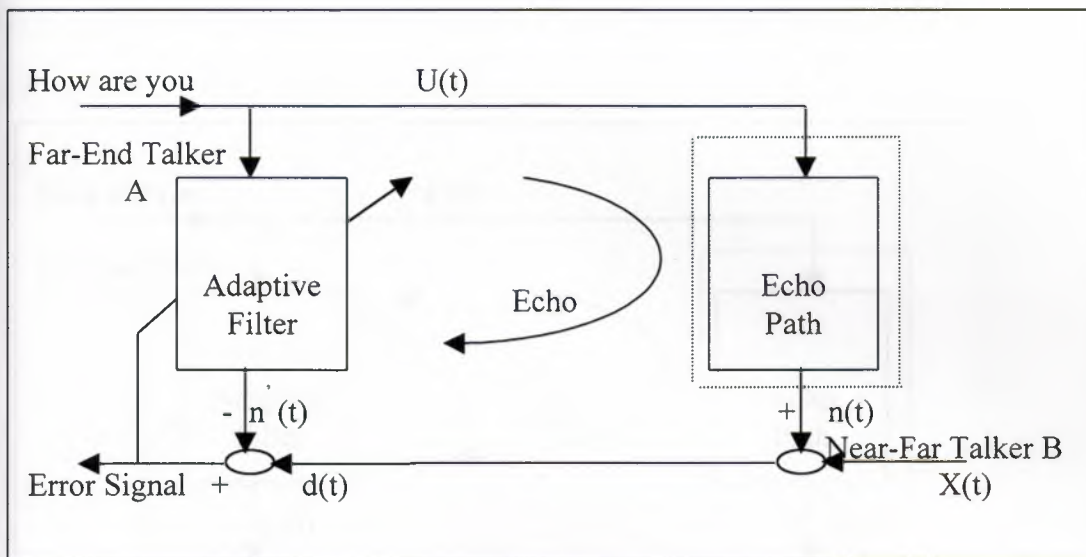 How are you
U(t)
Far-End Talker
A
Adaptive
Filter
Echo
Echo
Path
- n'(t)
+ n(t)
Near-Far Talker B
Error Signal +
d(t)
X(t)